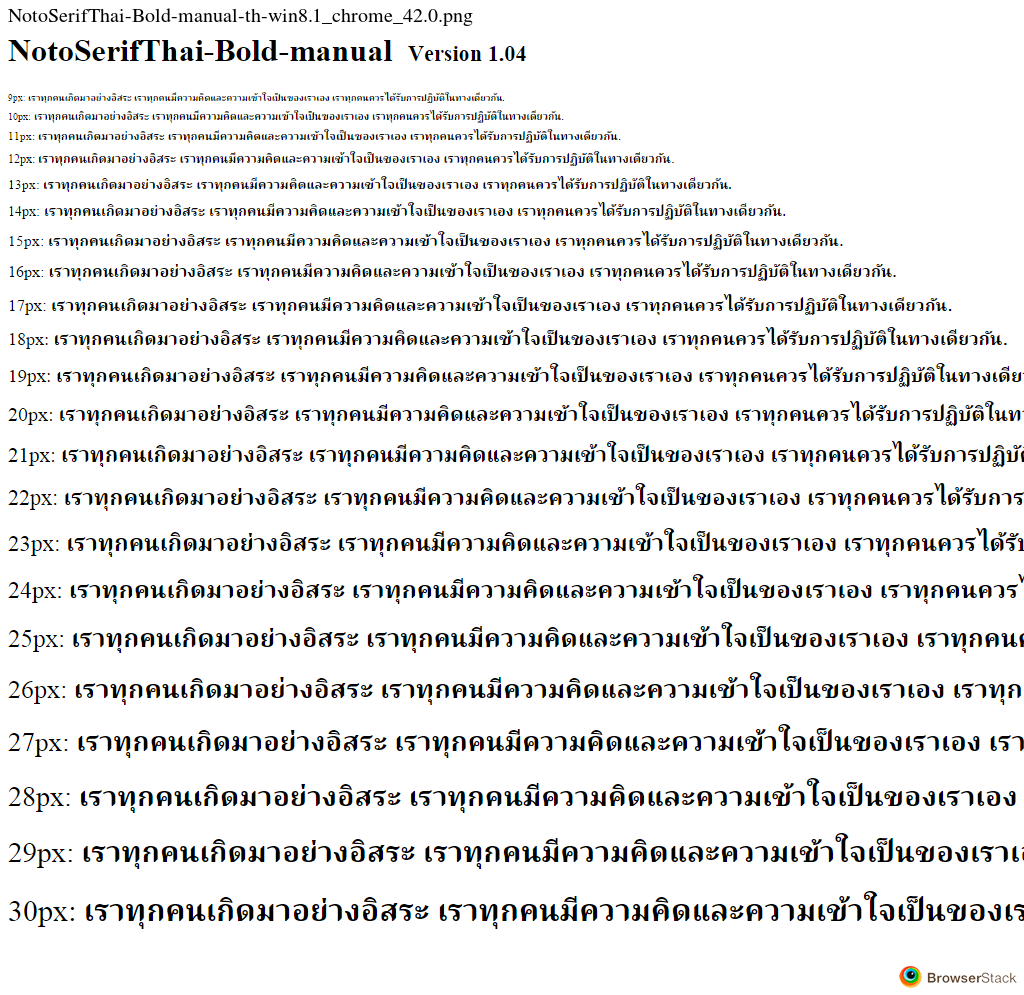 NotoSerifThai-Bold-manual-th-win8.1_chrome_42.0.png
NotoSerifThai-Bold-manual Version 1.04
9px: เราทุกคนเกิดมาอย่างอิสระ เราทุกคนมีความคิดและความเข้าใจเป็นของเราเอง เราทุกคนควรได้รับการปฏิบัติในทางเดียวกัน.
10px: เราทุกคนเกิดมาอย่างอิสระ เราทุกคนมีความคิดและความเข้าใจเป็นของเราเอง เราทุกคนควรได้รับการปฏิบัติในทางเดียวกัน.
11px: เราทุกคนเกิดมาอย่างอิสระ เราทุกคนมีความคิดและความเข้าใจเป็นของเราเอง เราทุกคนควรได้รับการปฏิบัติในทางเดียวกัน.
12px: เราทุกคนเกิดมาอย่างอิสระ เราทุกคนมีความคิดและความเข้าใจเป็นของเราเอง เราทุกคนควรได้รับการปฏิบัติในทางเดียวกัน.
13px: เราทุกคนเกิดมาอย่างอิสระ เราทุกคนมีความคิดและความเข้าใจเป็นของเราเอง เราทุกคนควรได้รับการปฏิบัติในทางเดียวกัน.
14px: เราทุกคนเกิดมาอย่างอิสระ เราทุกคนมีความคิดและความเข้าใจเป็นของเราเอง เราทุกคนควรได้รับการปฏิบัติในทางเดียวกัน.
15px: เราทุกคนเกิดมาอย่างอิสระ เราทุกคนมีความคิดและความเข้าใจเป็นของเราเอง เราทุกคนควรได้รับการปฏิบัติในทางเดียวกัน.
16px: เราทุกคนเกิดมาอย่างอิสระ เราทุกคนมีความคิดและความเข้าใจเป็นของเราเอง เราทุกคนควรได้รับการปฏิบัติในทางเดียวกัน.
17px: เราทุกคนเกิดมาอย่างอิสระ เราทุกคนมีความคิดและความเข้าใจเป็นของเราเอง เราทุกคนควรได้รับการปฏิบัติในทางเดียวกัน.
18px: เราทุกคนเกิดมาอย่างอิสระ เราทุกคนมีความคิดและความเข้าใจเป็นของเราเอง เราทุกคนควรได้รับการปฏิบัติในทางเดียวกัน.
19px: เราทุกคนเกิดมาอย่างอิสระ เราทุกคนมีความคิดและความเข้าใจเป็นของเราเอง เราทุกคนควรได้รับการปฏิบัติในทางเดีย
20px: เราทุกคนเกิดมาอย่างอิสระ เราทุกคนมีความคิดและความเข้าใจเป็นของเราเอง เราทุกคนควรได้รับการปฏิบัติในท
21px: เราทุกคนเกิดมาอย่างอิสระ เราทุกคนมีความคิดและความเข้าใจเป็นของเราเอง เราทุกคนควรได้รับการปฏิบั
22px: เราทุกคนเกิดมาอย่างอิสระ เราทุกคนมีความคิดและความเข้าใจเป็นของเราเอง เราทุกคนควรได้รับการ
23px: เราทุกคนเกิดมาอย่างอิสระ เราทุกคนมีความคิดและความเข้าใจเป็นของเราเอง เราทุกคนควรได้รับ
24px: เราทุกคนเกิดมาอย่างอิสระ เราทุกคนมีความคิดและความเข้าใจเป็นของเราเอง เราทุกคนควร
25px: เราทุกคนเกิดมาอย่างอิสระ เราทุกคนมีความคิดและความเข้าใจเป็นของเราเอง เราทุกคน
26px: เราทุกคนเกิดมาอย่างอิสระ เราทุกคนมีความคิดและความเข้าใจเป็นของเราเอง เราทุก
27px: เราทุกคนเกิดมาอย่างอิสระ เราทุกคนมีความคิดและความเข้าใจเป็นของเราเอง เรา
28px: เราทุกคนเกิดมาอย่างอิสระ เราทุกคนมีความคิดและความเข้าใจเป็นของเราเอง
29px: เราทุกคนเกิดมาอย่างอิสระ เราทุกคนมีความคิดและความเข้าใจเป็นของเรา
30px: เราทุกคนเกิดมาอย่างอิสระ เราทุกคนมีความคิดและความเข้าใจเป็นของเร
BrowserStack